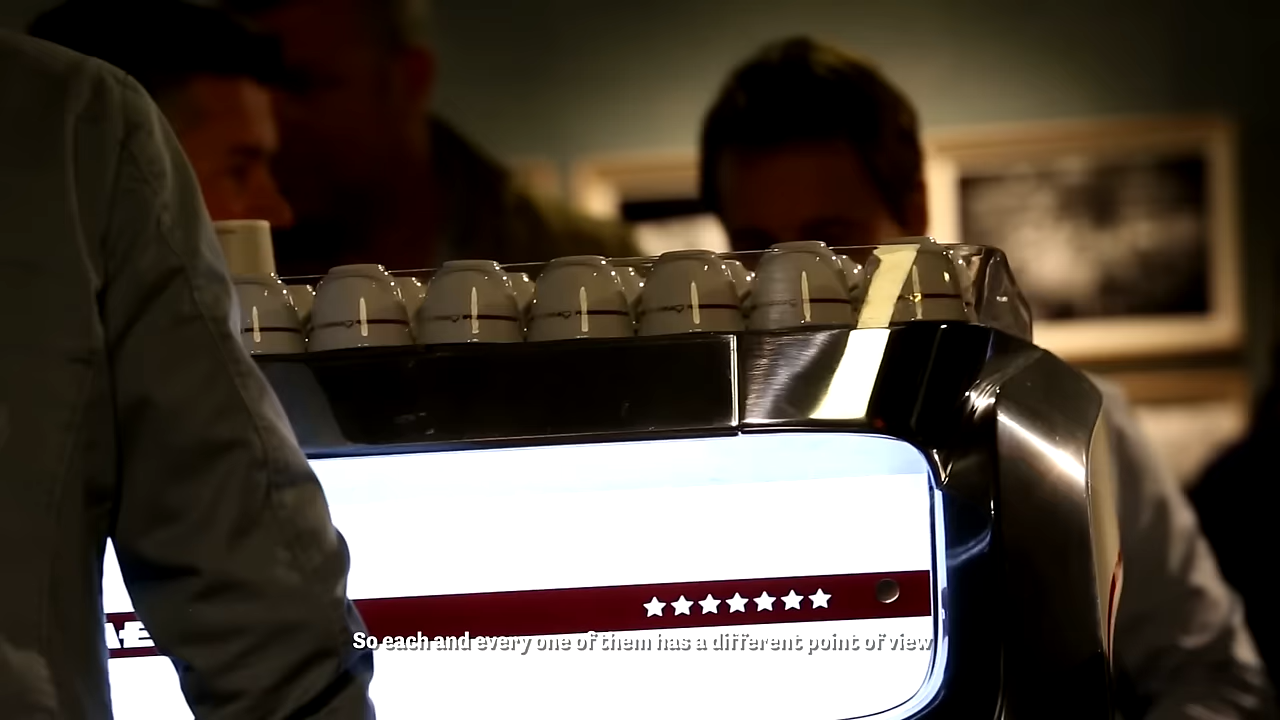 So each and every one of them has a different point of view